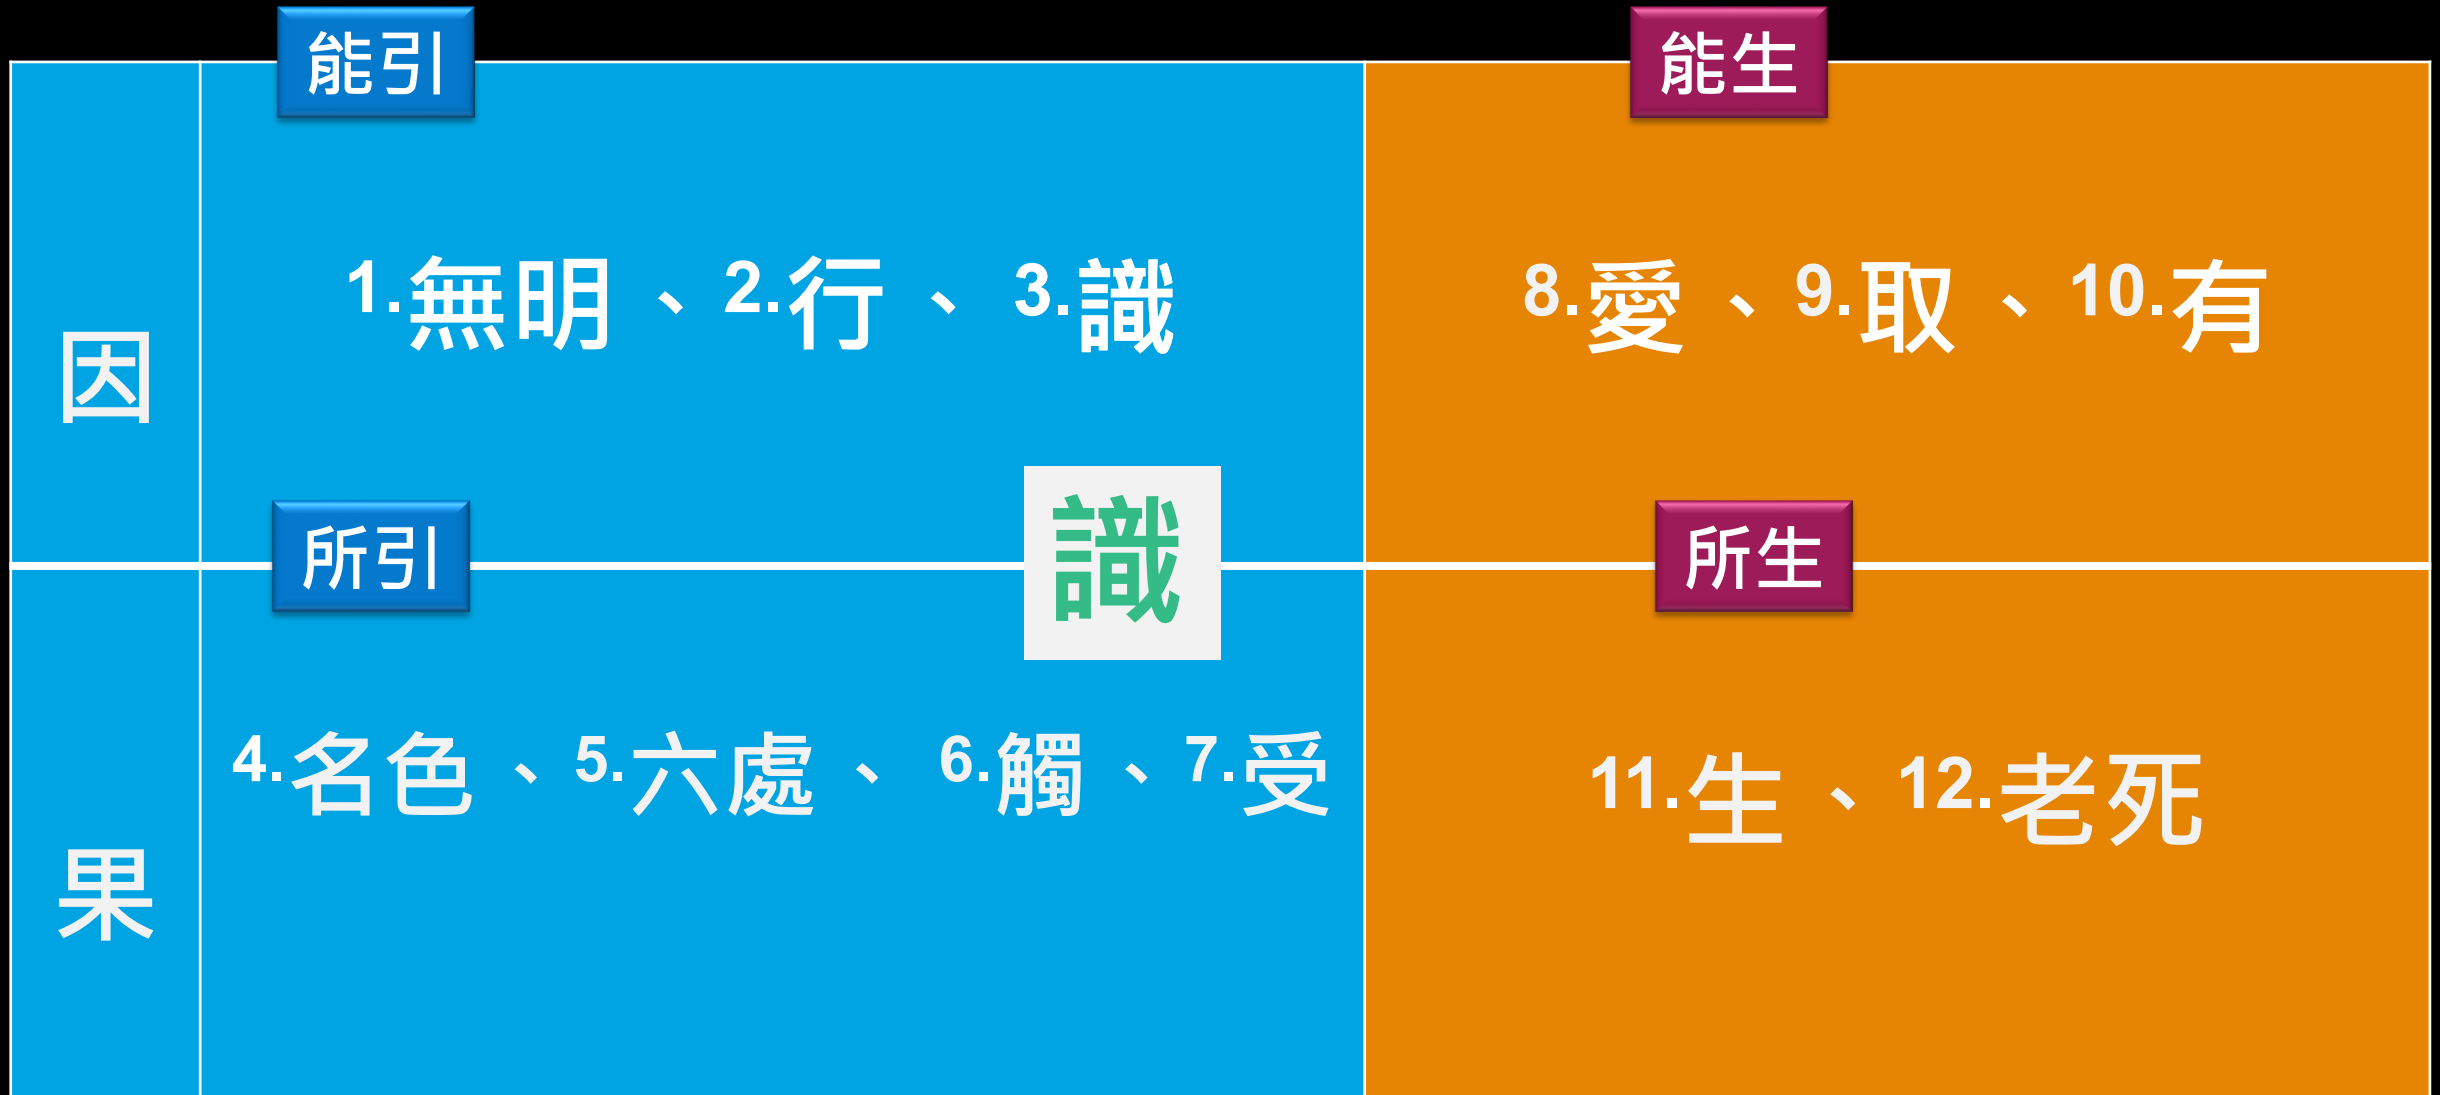 能引
能生
1.無明、2.行、3.識
8.愛、9.取、10.有
因
所引
識
所生
4.名色、5.六處、6.觸、7.受
11.生、12.老死
果